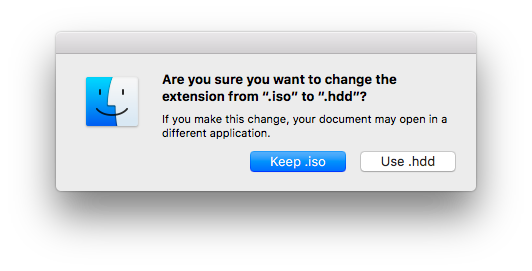 Are you sure you want to change the
extension from “.iso” to “.hdd”?
If you make this change, your document may open in a
different application.
Keep .iso
Use .hdd